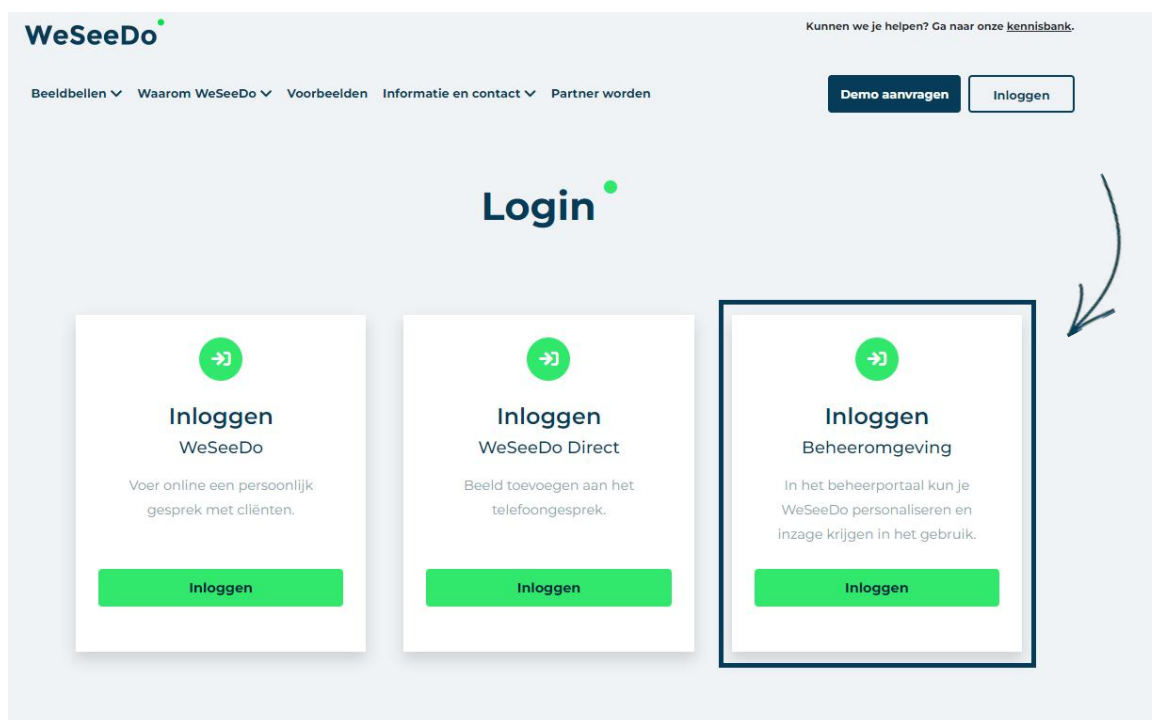 WeSeeDo
Kunnen we je helpen? Ga naar onze kennisbank.
Beeldbellen Waarom WeSeeDo Voorbeelden Informatie en contact Partner worden
Demo aanvragen
Inloggen
Login
Inloggen
WeSeeDo
Voer online een persoonlijk
gesprek met cliënten.
Inloggen
Inloggen
WeSeeDo Direct
Beeld toevoegen aan het
telefoongesprek.
Inloggen
Inloggen
Beheeromgeving
In het beheerportaal kun je
WeSeeDo personaliseren en
inzage krijgen in het gebruik.
Inloggen